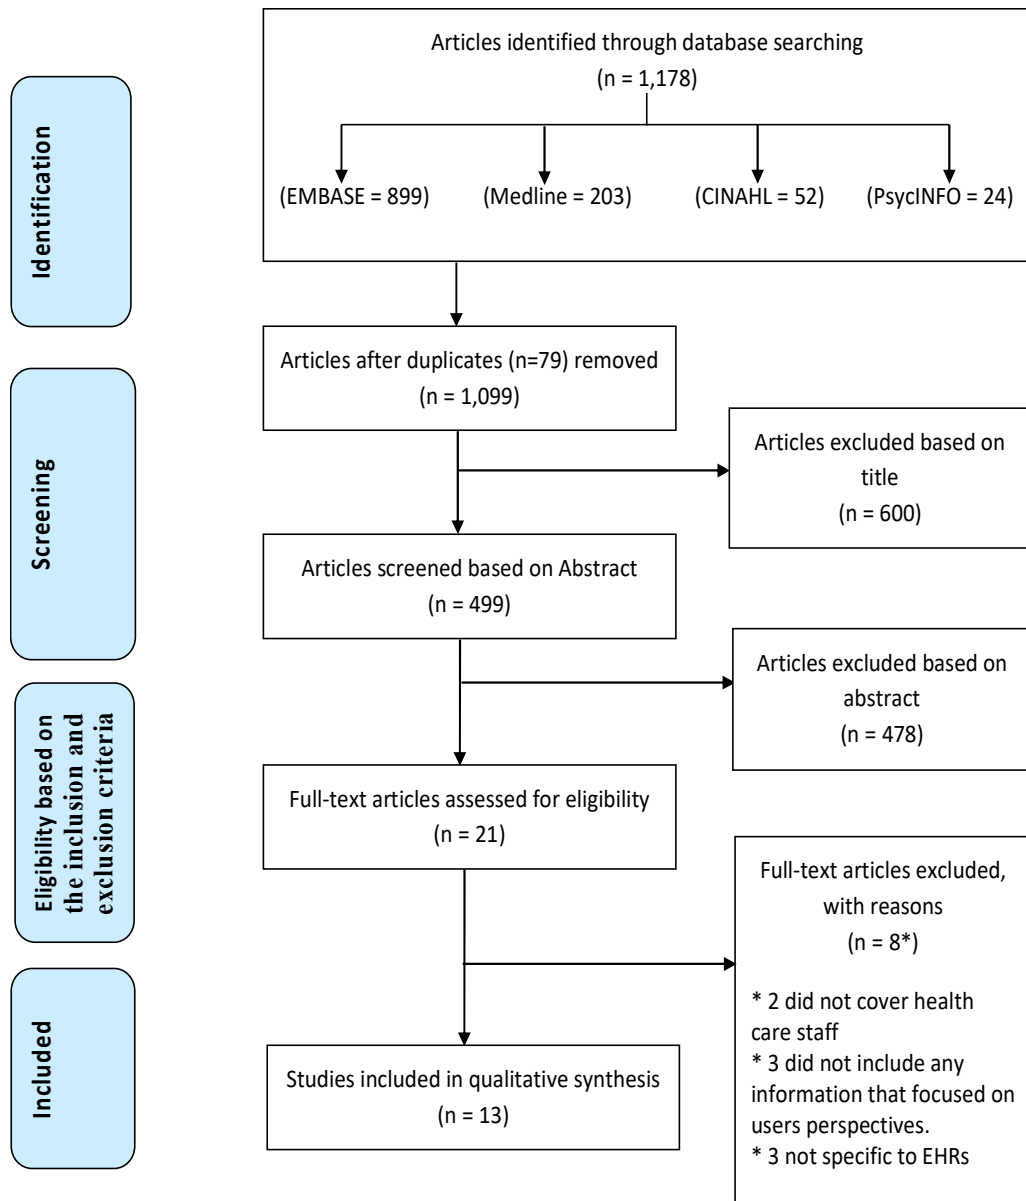 Identification
Articles identified through database searching
(n = 1,178)
(EMBASE = 899)
(Medline = 203)
(CINAHL = 52)
(PsycINFO = 24)
Screening
Articles after duplicates (n=79) removed
(n = 1,099)
Articles excluded based on
title
(n = 600)
Articles screened based on Abstract
(n = 499)
Articles excluded based on
abstract
(n = 478)
Eligibility based on
the inclusion and
exclusion criteria
Full-text articles assessed for eligibility
(n = 21)
Full-text articles excluded,
with reasons
(n = 8*)
* 2 did not cover health
care staff
* 3 did not include any
information that focused on
users perspectives.
* 3 not specific to EHRs
Included
Studies included in qualitative synthesis
(n = 13)